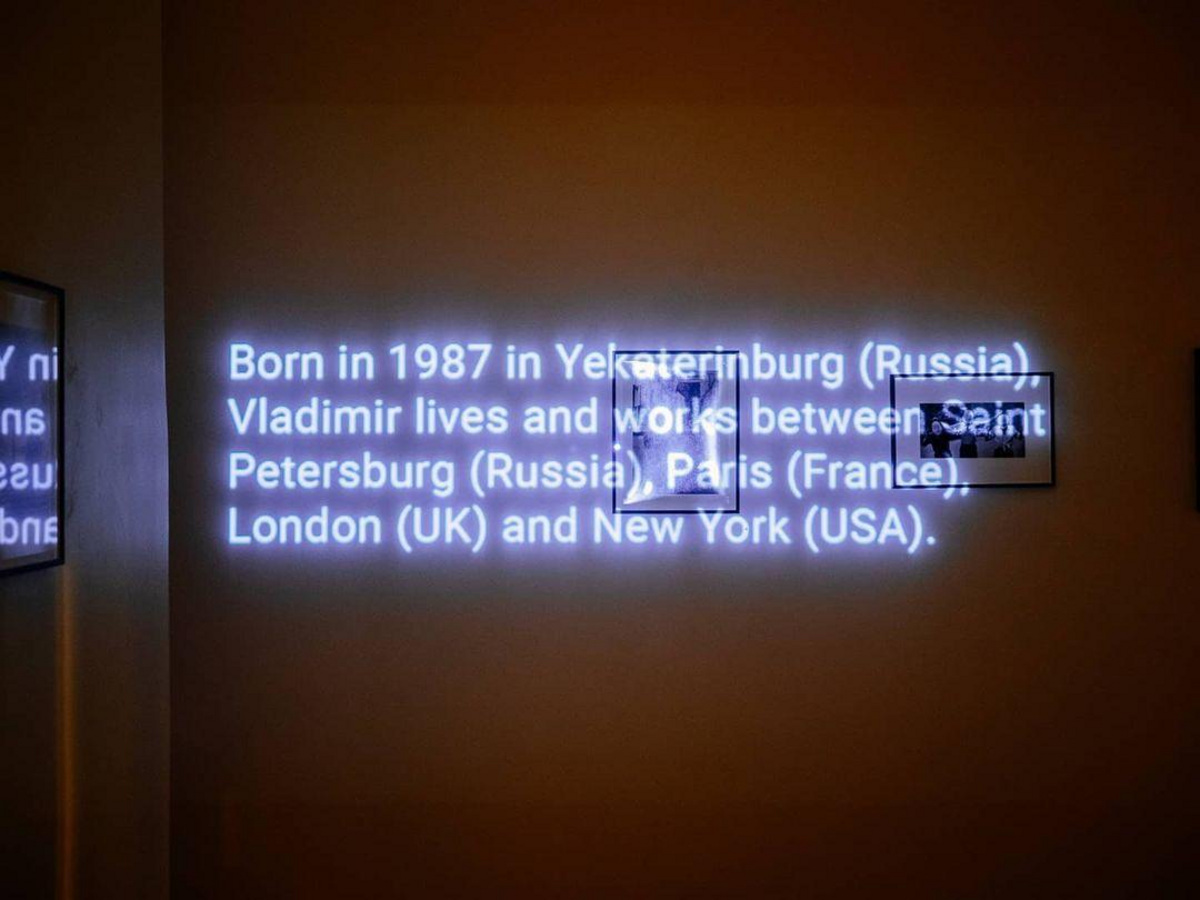 Born in 1987 in Yekaterinburg (Russia),
Vladimir lives and works between Saint
Petersburg (Russia), Paris (France),
London (UK) and New York (USA).